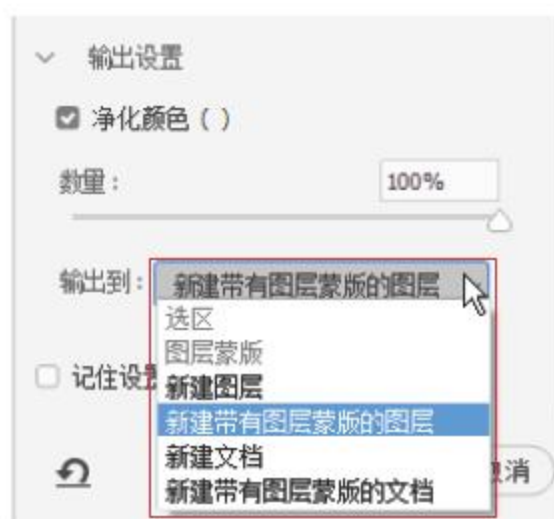 输出设置
净化颜色 ( )
数量：
100%
输出到：
新建带有图层蒙版的图层
选区
图层蒙版
记住设
新建图层
新建带有图层蒙版的图层
新建文档
消
新建带有图层蒙版的文档